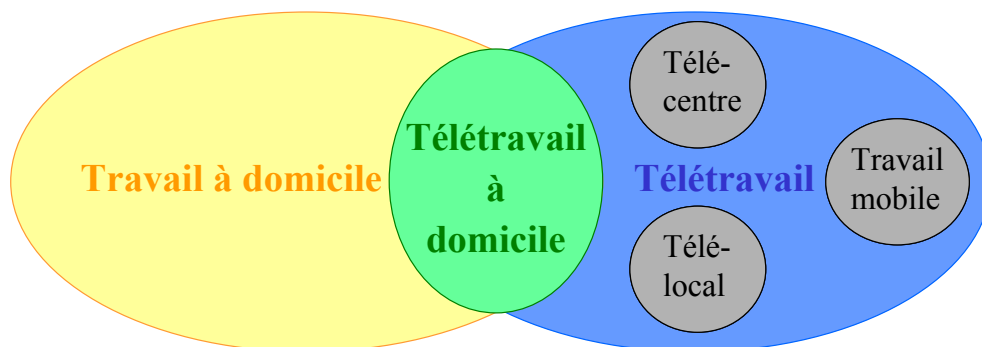 Travail à domicile
Télétravail
à
domicile
Télétravail
Télé-
centre
Travail
mobile
Télé-
local